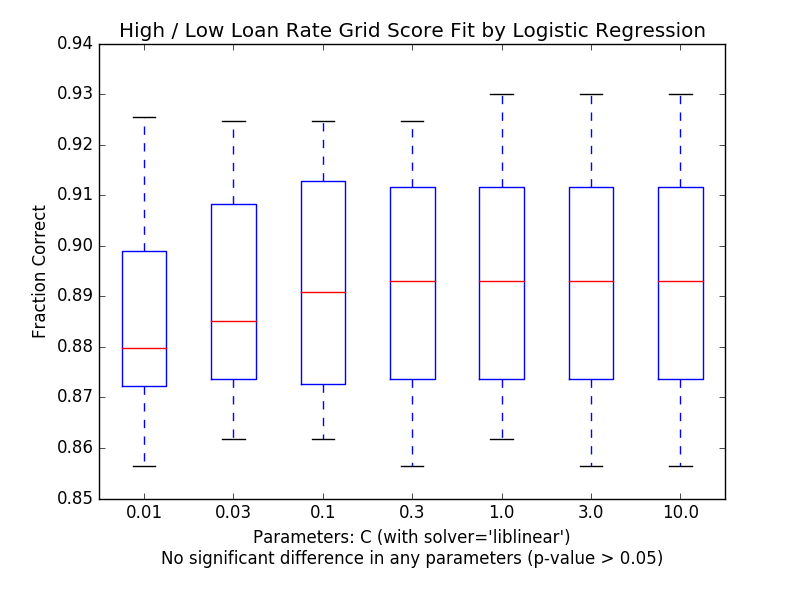 High / Low Loan Rate Grid Score Fit by Logistic Regression
0.94
0.93
0.92
0.91
0.90
0.89
0.88
0.87
0.86
0.85
Fraction Correct
0.01 0.03 0.1 0.3 1.0 3.0 10.0
Parameters: C (with solver='liblinear')
No significant difference in any parameters (p-value > 0.05)